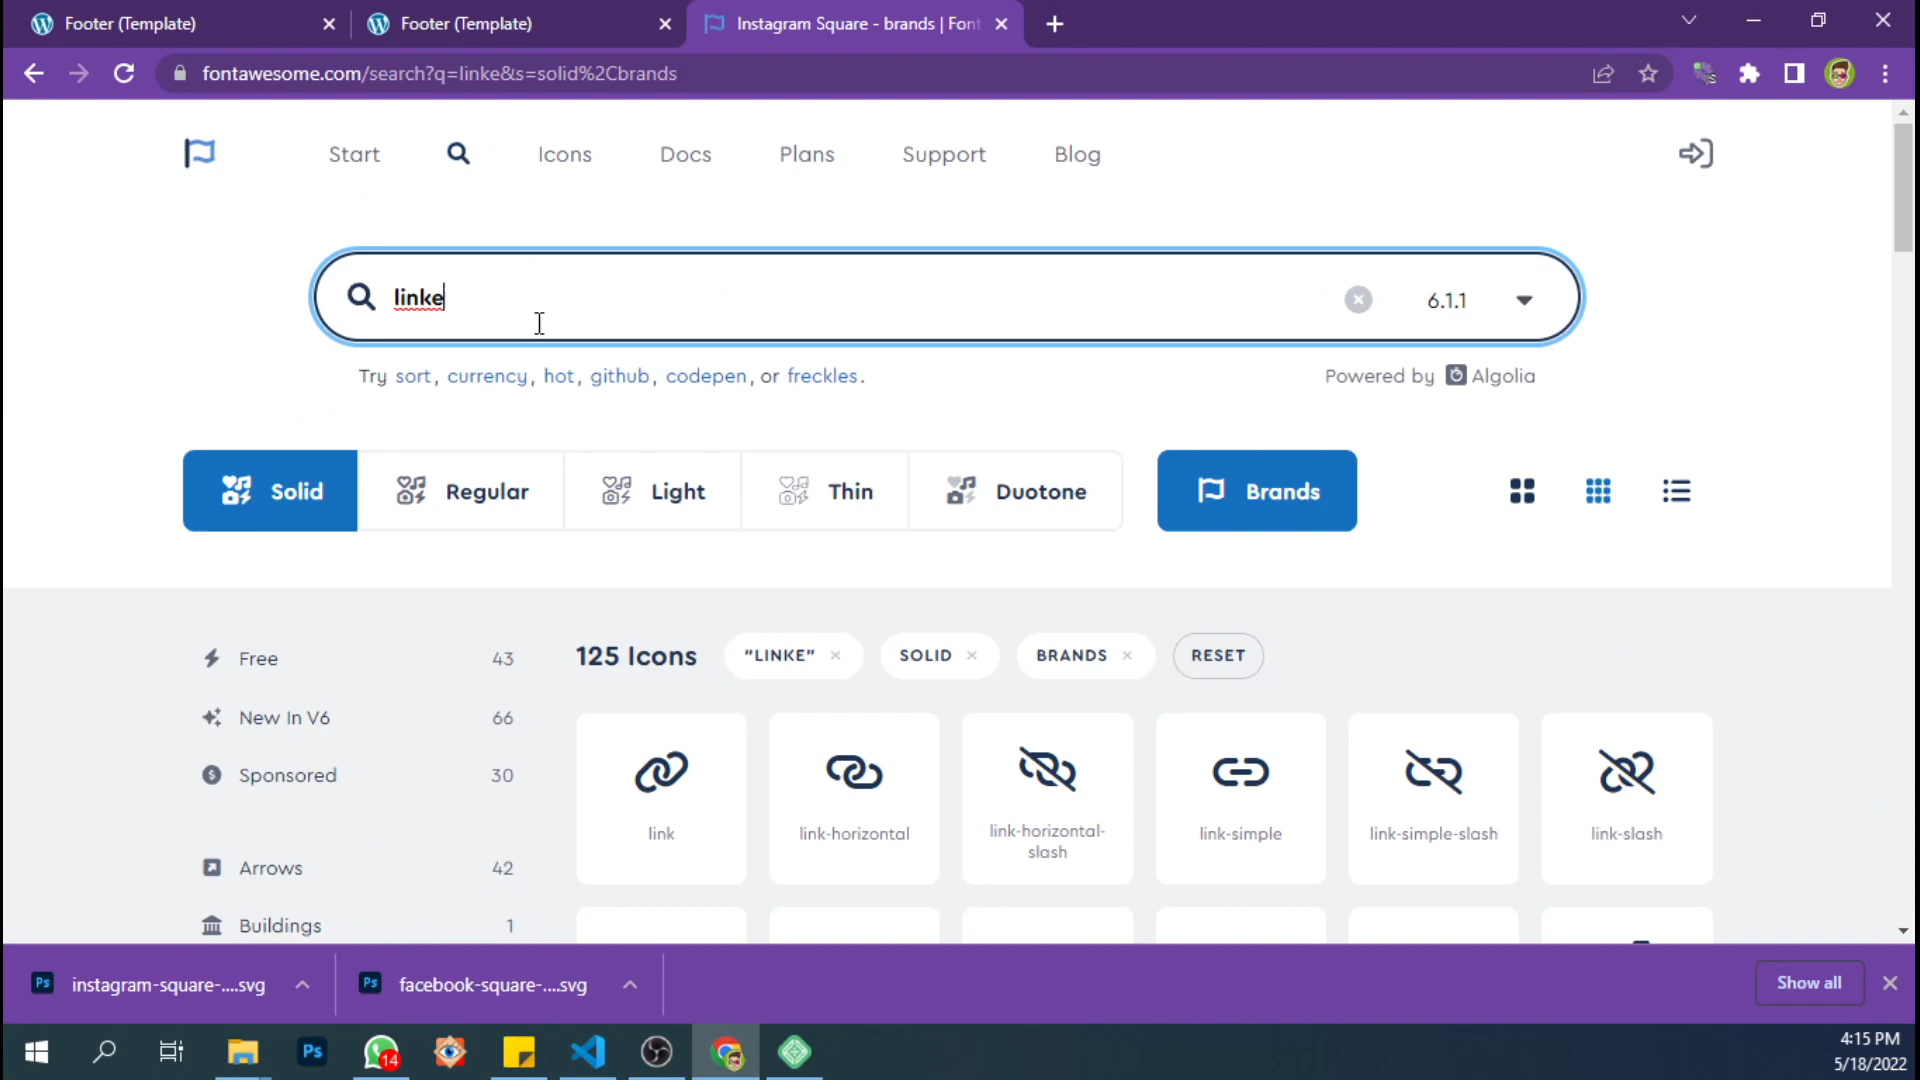 Footer (Template)
Footer (Template)
Instagram Square - brands | Font
fontawesome.com/search?q=linke&s=solid%2Cbrands
Start
Icons
Docs
Plans
Support
Blog
linke
6.1.1
Try sort, currency, hot, github, codepen, or freckles.
Powered by Algolia
Solid
Regular
Light
Thin
Duotone
Brands
Free 43
New In V6 66
Sponsored 30
Arrows 42
Buildings 1
125 Icons
"LINKE"
SOLID
BRANDS
RESET
link
link-horizontal
link-horizontal-
slash
link-simple
link-simple-slash
link-slash
Ps
instagram-square-....svg
Ps
facebook-square-....svg
Show all
Ps
14
4:15 PM
5/18/2022